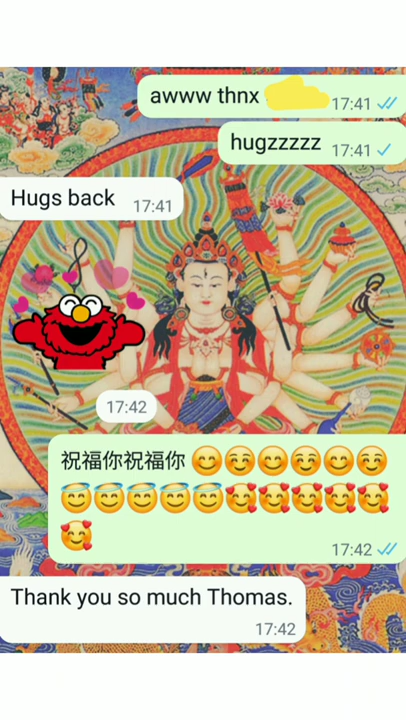 awww thnx
17:41
hugzzzzz
17:41
Hugs back
17:41
17:42
祝福你祝福你 😊☺️😊☺️😊☺️
😇😇😇😇😇🥰🥰🥰🥰🥰
🥰
17:42
Thank you so much Thomas.
17:42